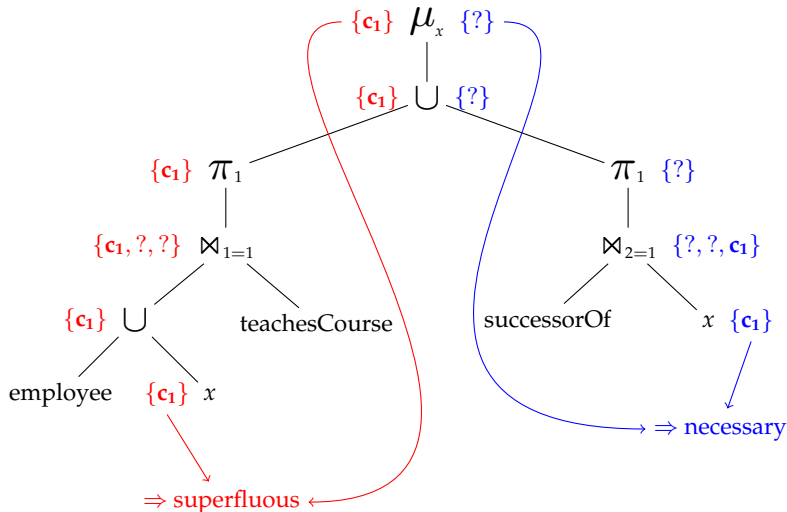 {c₁} μₓ {?}
{c₁} ∪ {?}
{c₁} π₁ π₁ {?}
{c₁, ?, ?} ⋈₁₌₁ ⋈₂₌₁ {?, ?, c₁}
{c₁} ∪ teachesCourse successorOf x {c₁}
employee {c₁} x
⇒ necessary
⇒ superfluous